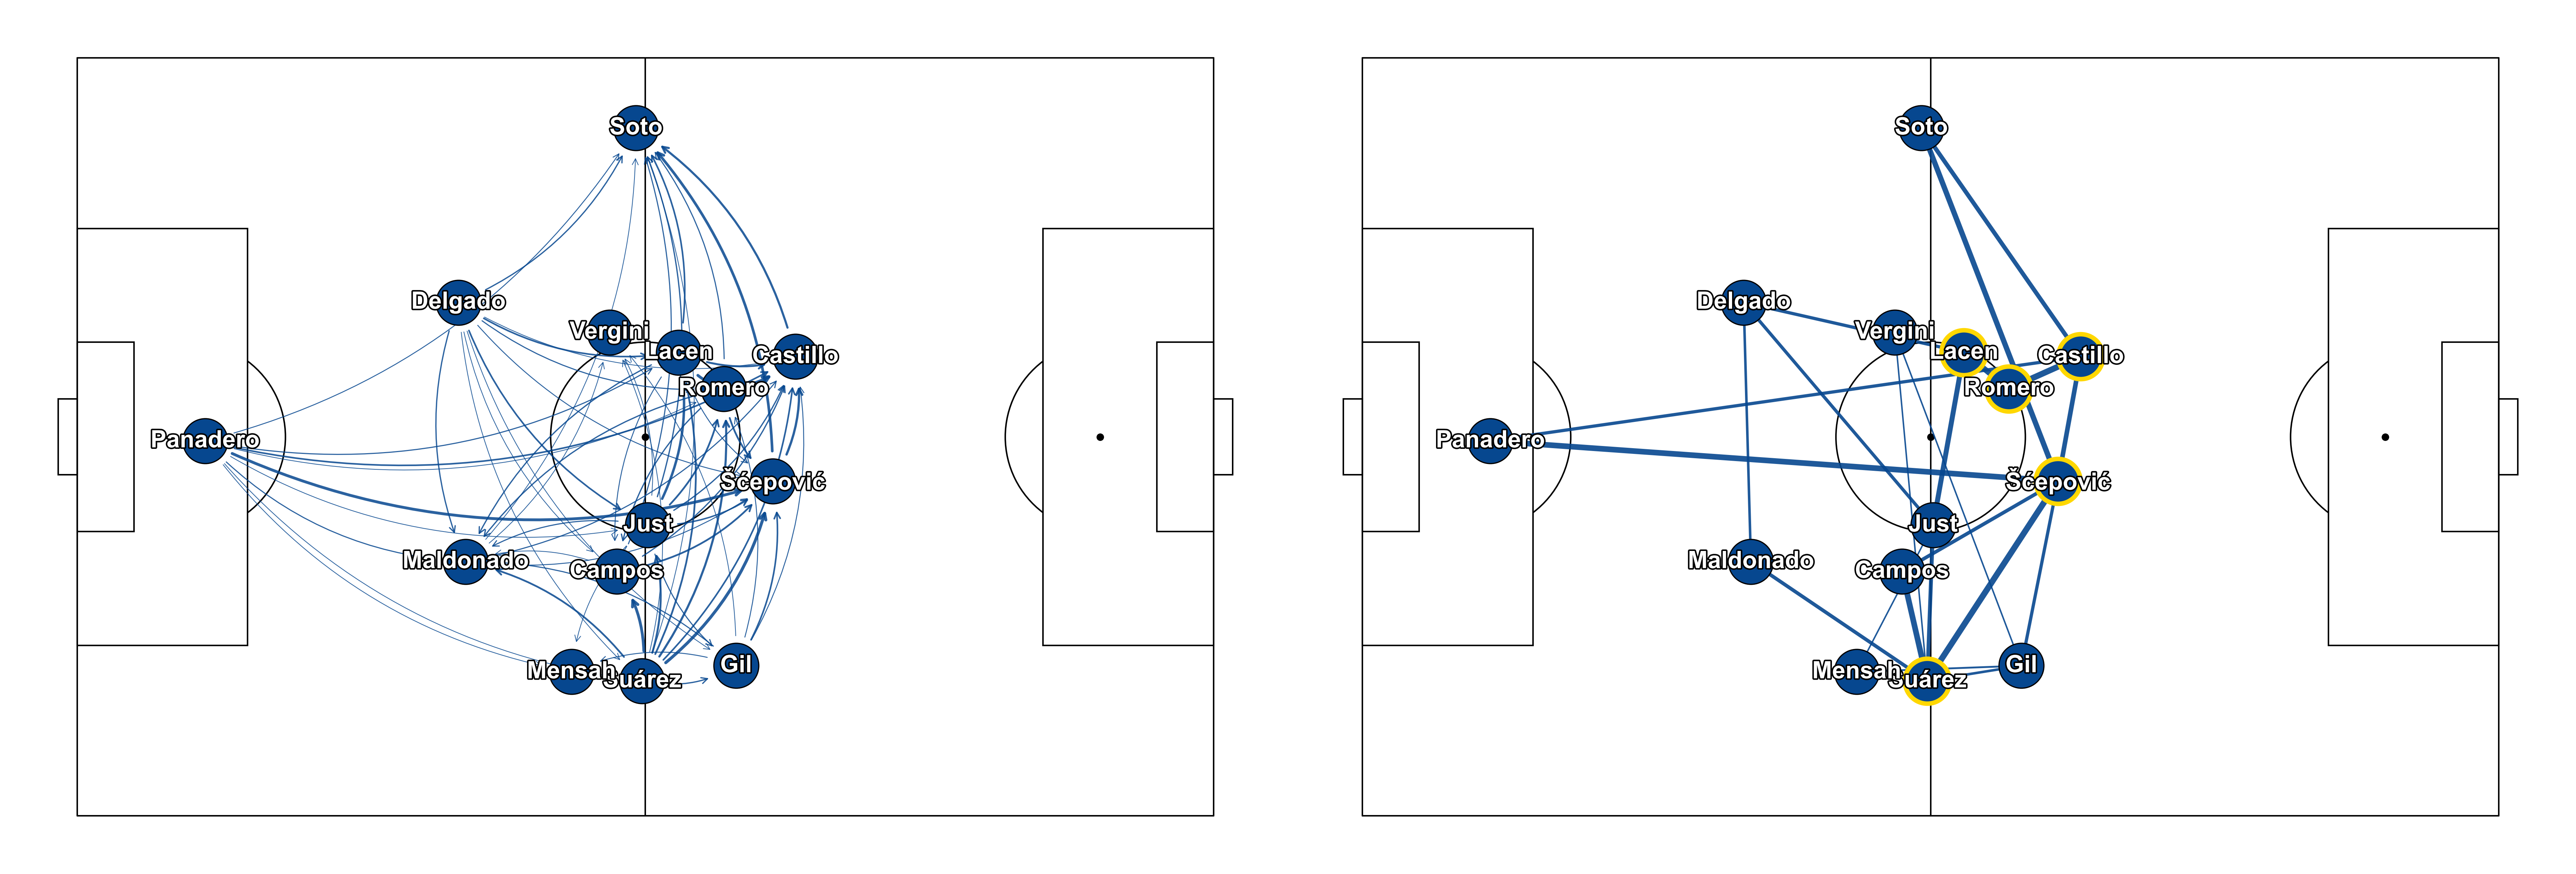 Soto
Delgado
Vergini
Lacen
Castillo
Romero
Panadero
Šćepović
Just
Maldonado
Campos
Mensah
Suárez
Gil
Soto
Delgado
Vergini
Lacen
Castillo
Romero
Panadero
Šćepović
Just
Maldonado
Campos
Mensah
Suárez
Gil